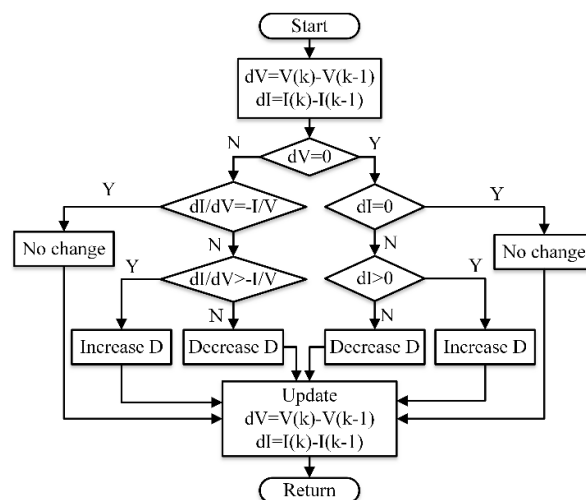 Start
dV=V(k)-V(k-1)
dI=I(k)-I(k-1)
N
Y
dV=0
Y
dI/dV=-I/V
dI=0
Y
No change
N
N
No change
Y
dI/dV>-I/V
dI>0
Y
N
N
Increase D
Decrease D
Decrease D
Increase D
Update
dV=V(k)-V(k-1)
dI=I(k)-I(k-1)
Return